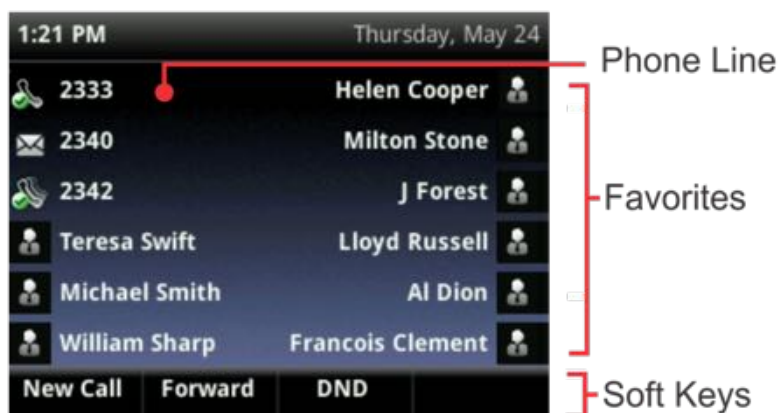 1:21 PM Thursday, May 24
Phone Line
2333 Helen Cooper
2340 Milton Stone
2342 J Forest
Favorites
Teresa Swift Lloyd Russell
Michael Smith Al Dion
William Sharp Francois Clement
New Call Forward DND
Soft Keys